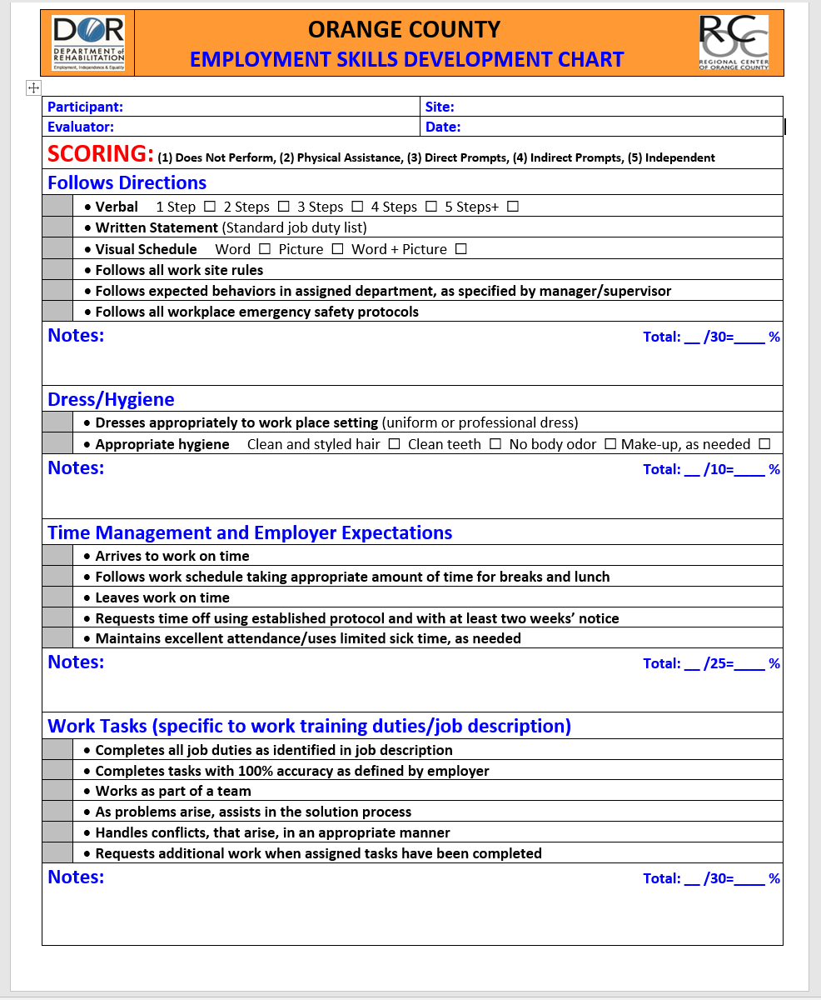 DOR
DEPARTMENT of
REHABILITATION
Employment, Independence & Equality
ORANGE COUNTY
EMPLOYMENT SKILLS DEVELOPMENT CHART
RCOC
REGIONAL CENTER
OF ORANGE COUNTY
Participant: Site:
Evaluator: Date:
SCORING: (1) Does Not Perform, (2) Physical Assistance, (3) Direct Prompts, (4) Indirect Prompts, (5) Independent
Follows Directions
• Verbal 1 Step ☐ 2 Steps ☐ 3 Steps ☐ 4 Steps ☐ 5 Steps+ ☐
• Written Statement (Standard job duty list)
• Visual Schedule Word ☐ Picture ☐ Word + Picture ☐
• Follows all work site rules
• Follows expected behaviors in assigned department, as specified by manager/supervisor
• Follows all workplace emergency safety protocols
Notes: Total: __ /30=____ %
Dress/Hygiene
• Dresses appropriately to work place setting (uniform or professional dress)
• Appropriate hygiene Clean and styled hair ☐ Clean teeth ☐ No body odor ☐ Make-up, as needed ☐
Notes: Total: __ /10=____ %
Time Management and Employer Expectations
• Arrives to work on time
• Follows work schedule taking appropriate amount of time for breaks and lunch
• Leaves work on time
• Requests time off using established protocol and with at least two weeks’ notice
• Maintains excellent attendance/uses limited sick time, as needed
Notes: Total: __ /25=____ %
Work Tasks (specific to work training duties/job description)
• Completes all job duties as identified in job description
• Completes tasks with 100% accuracy as defined by employer
• Works as part of a team
• As problems arise, assists in the solution process
• Handles conflicts, that arise, in an appropriate manner
• Requests additional work when assigned tasks have been completed
Notes: Total: __ /30=____ %